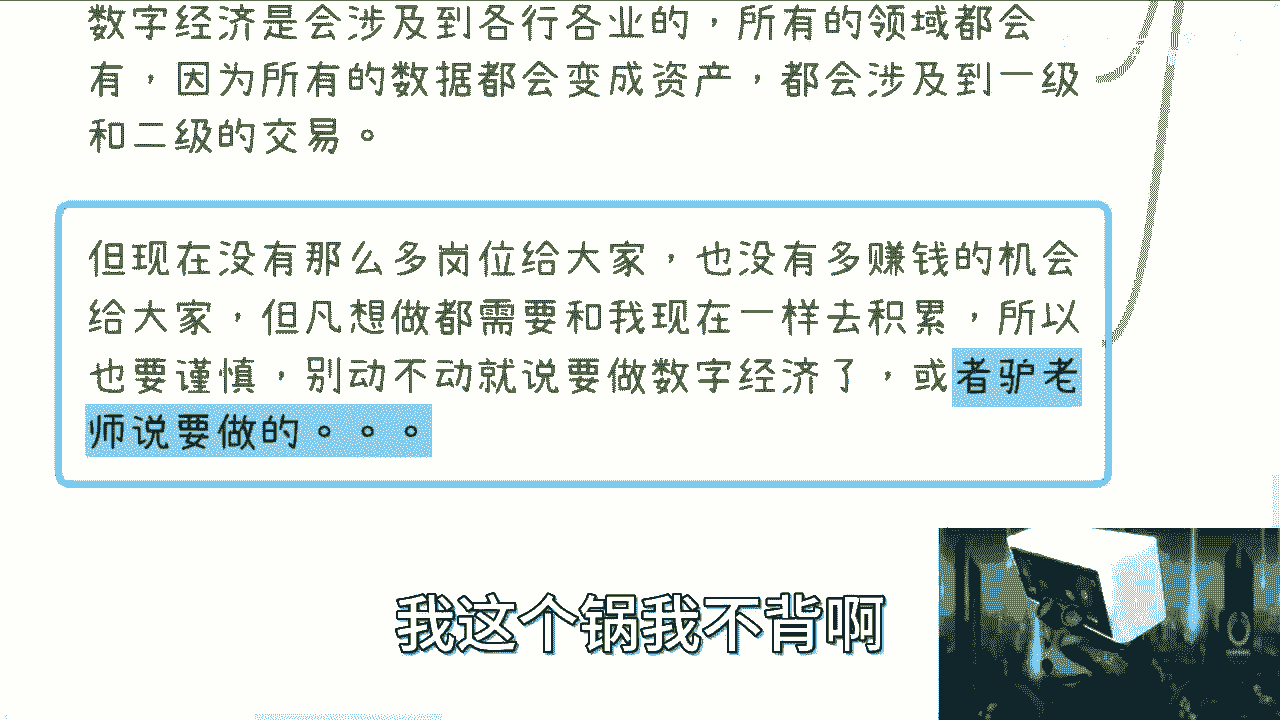 数字经济是会涉及到各行各业的，所有的领域都会
有，因为所有的数据都会变成资产，都会涉及到一级
和二级的交易。
但现在没有那么多岗位给大家，也没有多赚钱的机会
给大家，但凡想做都需要和我现在一样去积累，所以
也要谨慎，别动不动就说要做数字经济了，或者驴老
师说要做的。。。
我这个锅我不背啊